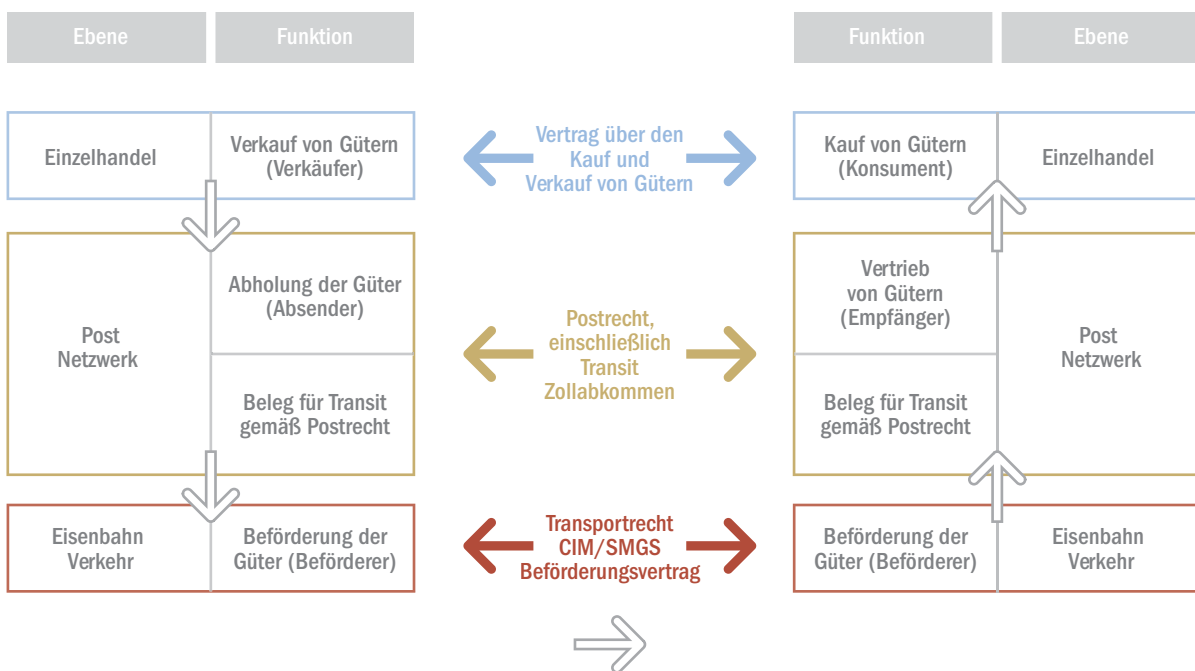 Ebene
Funktion
Funktion
Ebene
Einzelhandel
Verkauf von Gütern
(Verkäufer)
Vertrag über den
Kauf und
Verkauf von Gütern
Kauf von Gütern
(Konsument)
Einzelhandel
Post
Netzwerk
Abholung der Güter
(Absender)
Beleg für Transit
gemäß Postrecht
Postrecht,
einschließlich
Transit
Zollabkommen
Vertrieb
von Gütern
(Empfänger)
Beleg für Transit
gemäß Postrecht
Post
Netzwerk
Eisenbahn
Verkehr
Beförderung der
Güter (Beförderer)
Transportrecht
CIM/SMGS
Beförderungsvertrag
Beförderung der
Güter (Beförderer)
Eisenbahn
Verkehr